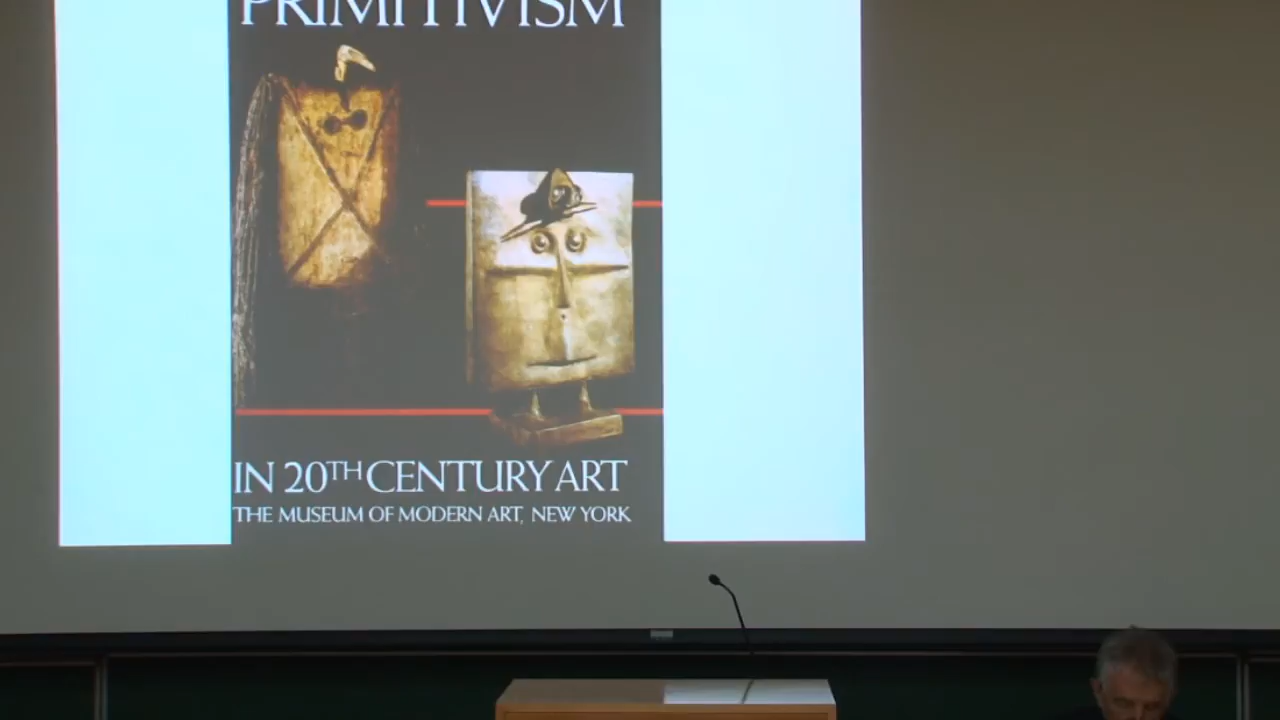 PRIMITIVISM
IN 20TH CENTURY ART
THE MUSEUM OF MODERN ART, NEW YORK